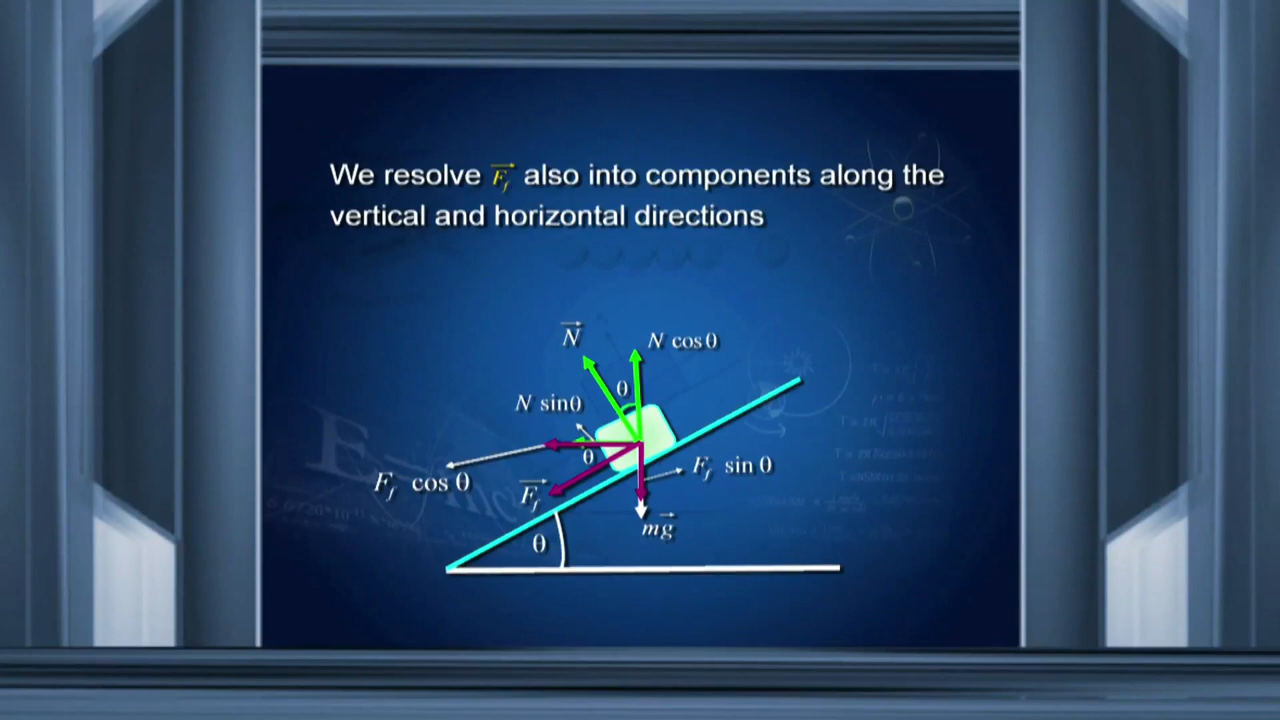 We resolve F_f also into components along the
vertical and horizontal directions
N
N cosθ
θ
N sinθ
θ
F_f sin θ
F_f cos θ
F_f
mg
θ
E